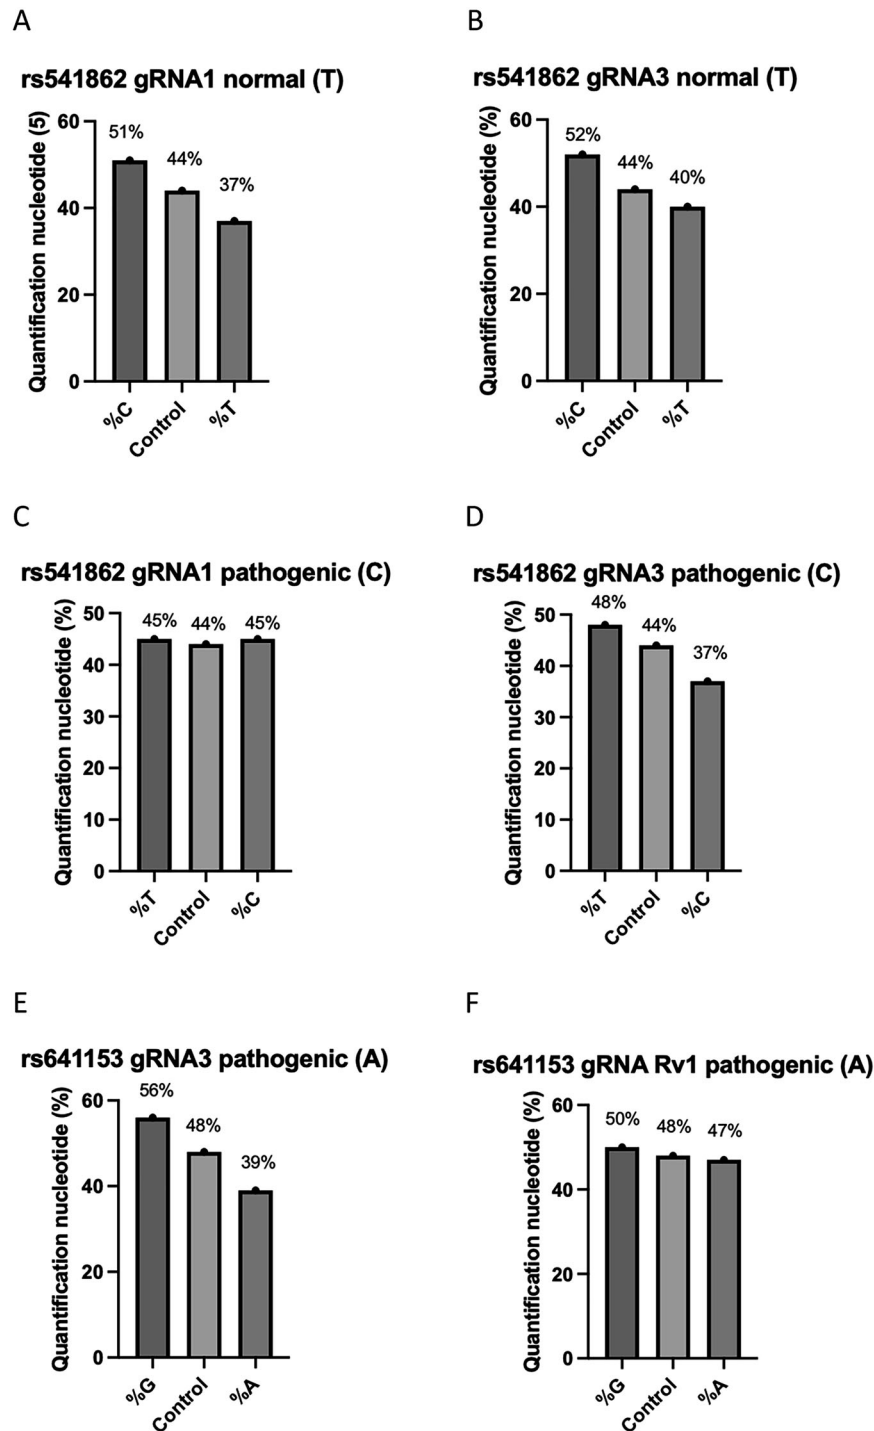 A
rs541862 gRNA1 normal (T)
Quantification nucleotide (5)
60
40
20
0
51%
44%
37%
%C
Control
%T
B
rs541862 gRNA3 normal (T)
Quantification nucleotide (%)
60
40
20
0
52%
44%
40%
%C
Control
%T
C
rs541862 gRNA1 pathogenic (C)
Quantification nucleotide (%)
50
40
30
20
10
0
45%
44%
45%
%T
Control
%C
D
rs541862 gRNA3 pathogenic (C)
Quantification nucleotide (%)
50
40
30
20
10
0
48%
44%
37%
%T
Control
%C
E
rs641153 gRNA3 pathogenic (A)
Quantification nucleotide (%)
60
40
20
0
56%
48%
39%
%G
Control
%A
F
rs641153 gRNA Rv1 pathogenic (A)
Quantification nucleotide (%)
60
40
20
0
50%
48%
47%
%G
Control
%A